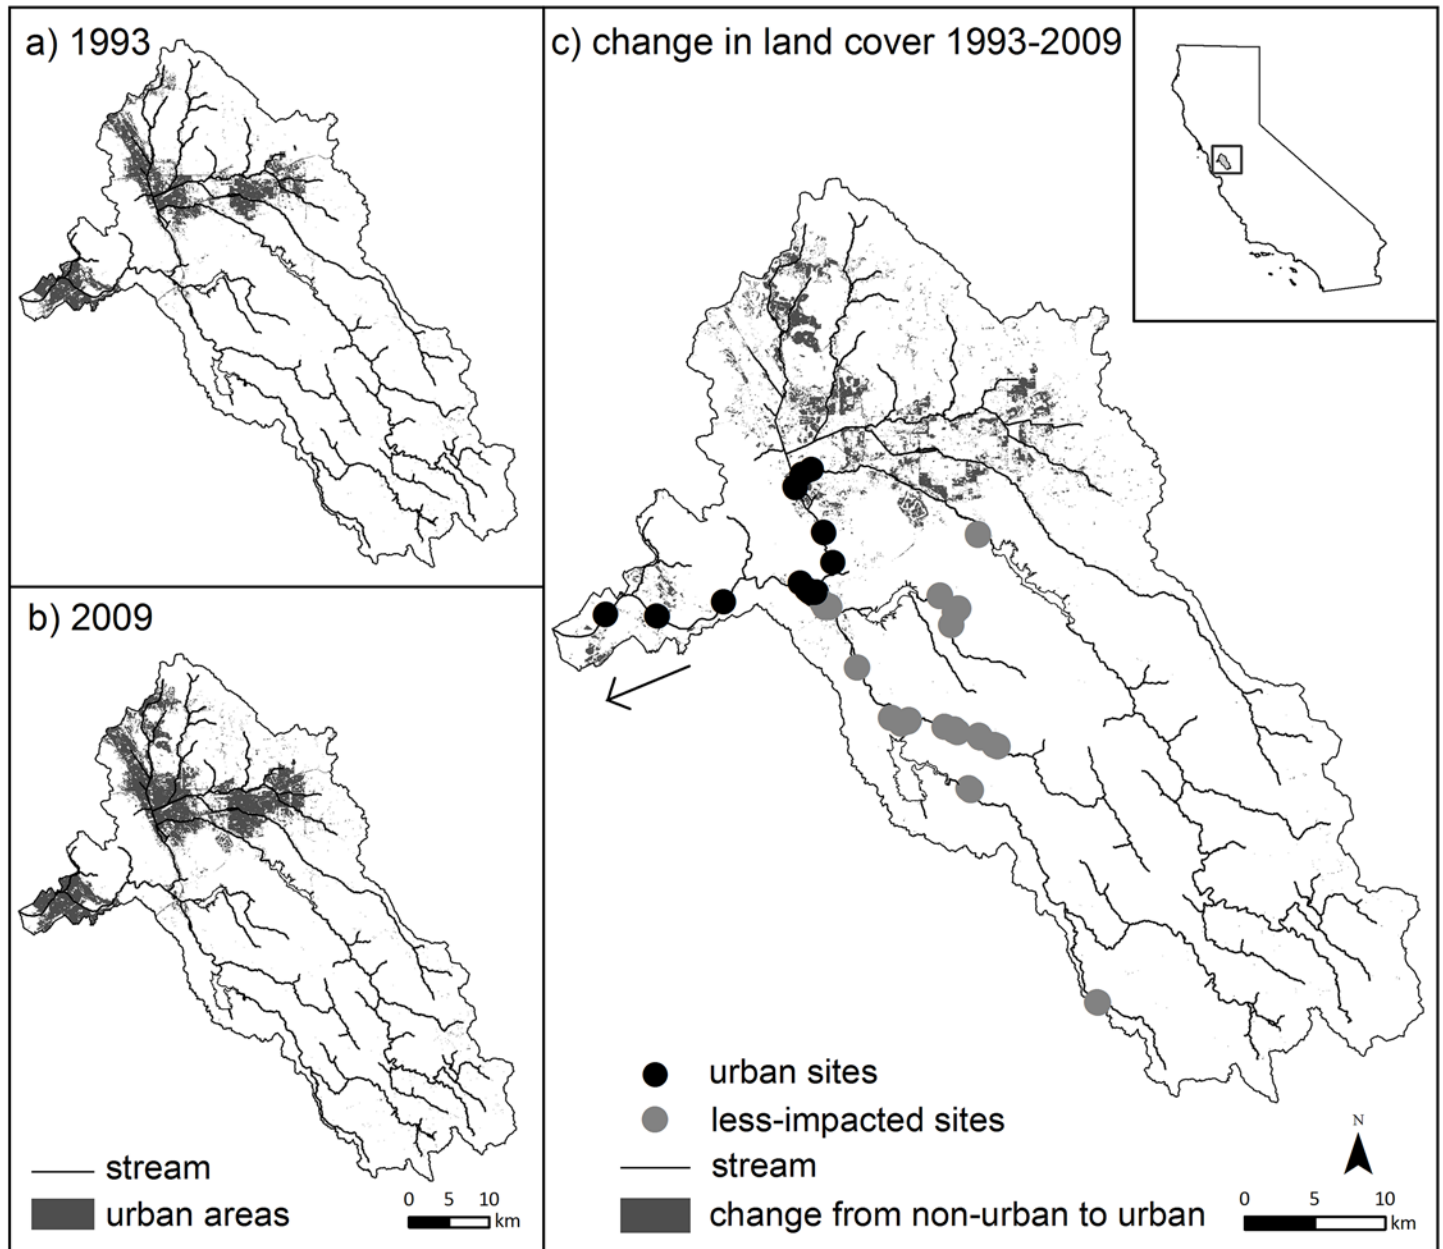 a) 1993
b) 2009
stream
urban areas
0 5 10
km
c) change in land cover 1993-2009
urban sites
less-impacted sites
stream
change from non-urban to urban
N
0 5 10
km